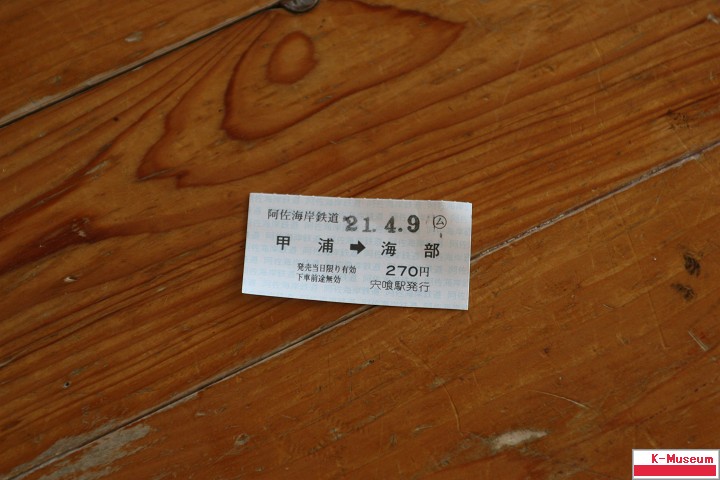 阿佐海岸鉄道 21.4.9 ㋰
甲浦 ➡ 海部
発売当日限り有効 270円
下車前途無効 宍喰駅発行
K-Museum